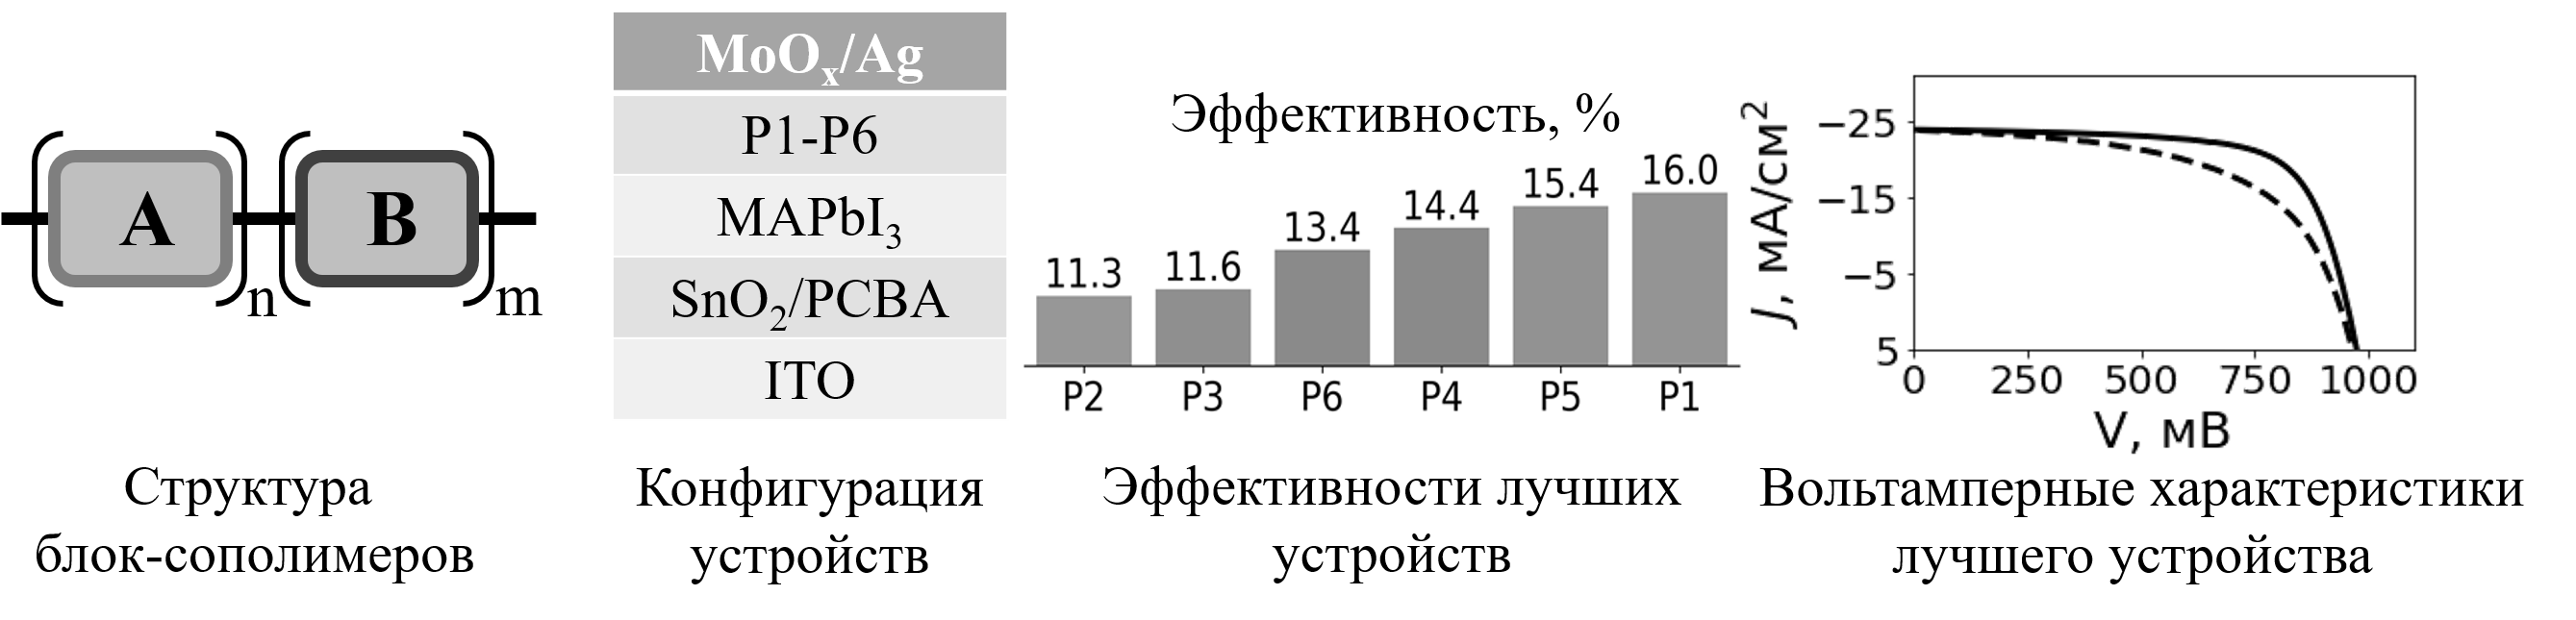 A
B
n
m
Структура
блок-сополимеров
MoOₓ/Ag
P1-P6
MAPbI₃
SnO₂/PCBA
ITO
Конфигурация
устройств
Эффективность, %
11.3
11.6
13.4
14.4
15.4
16.0
P2
P3
P6
P4
P5
P1
Эффективности лучших
устройств
J, мА/см²
−25
−15
−5
5
0
250
500
750
1000
V, мВ
Вольтамперные характеристики
лучшего устройства